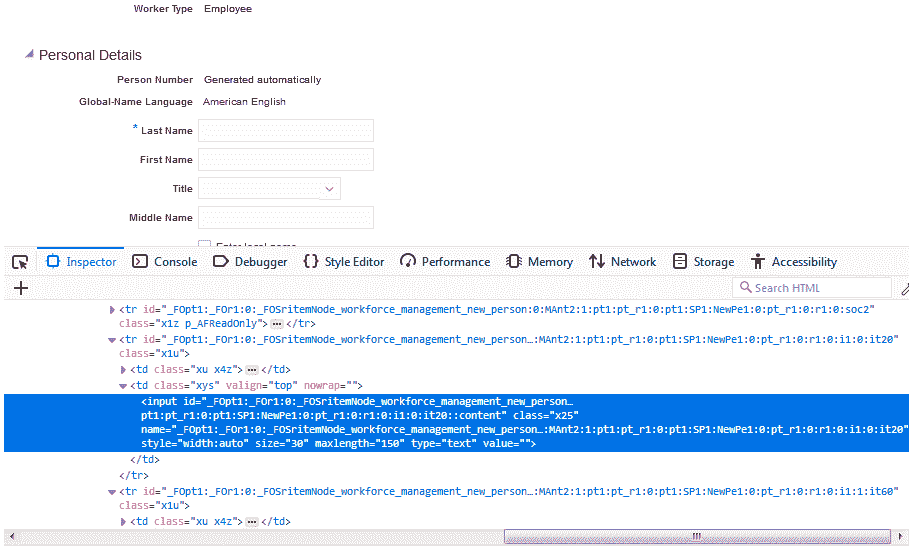 Worker Type Employee
Personal Details
Person Number Generated automatically
Global-Name Language American English
* Last Name
First Name
Title
Middle Name
Enter local name
Inspector Console Debugger {} Style Editor Performance Memory Network Storage Accessibility
+ Search HTML
<tr id="_FOpt1:_FOr1:0:_FOSritemNode_workforce_management_new_person:0:MAnt2:1:pt1:pt_r1:0:pt1:SP1:NewPe1:0:pt_r1:0:r1:0:soc2"
class="x1z p_AFReadOnly">…</tr>
<tr id="_FOpt1:_FOr1:0:_FOSritemNode_workforce_management_new_person…:MAnt2:1:pt1:pt_r1:0:pt1:SP1:NewPe1:0:pt_r1:0:r1:0:i1:0:it20"
class="x1u">
<td class="xu x4z">…</td>
<td class="xys" valign="top" nowrap="">
<input id="_FOpt1:_FOr1:0:_FOSritemNode_workforce_management_new_person…
pt1:pt_r1:0:pt1:SP1:NewPe1:0:pt_r1:0:r1:0:i1:0:it20::content" class="x25"
name="_FOpt1:_FOr1:0:_FOSritemNode_workforce_management_new_person…:MAnt2:1:pt1:pt_r1:0:pt1:SP1:NewPe1:0:pt_r1:0:r1:0:i1:0:it20"
style="width:auto" size="30" maxlength="150" type="text" value="">
</td>
</tr>
<tr id="_FOpt1:_FOr1:0:_FOSritemNode_workforce_management_new_person…:MAnt2:1:pt1:pt_r1:0:pt1:SP1:NewPe1:0:pt_r1:0:r1:0:i1:1:it60"
class="x1u">
<td class="xu x4z">…</td>